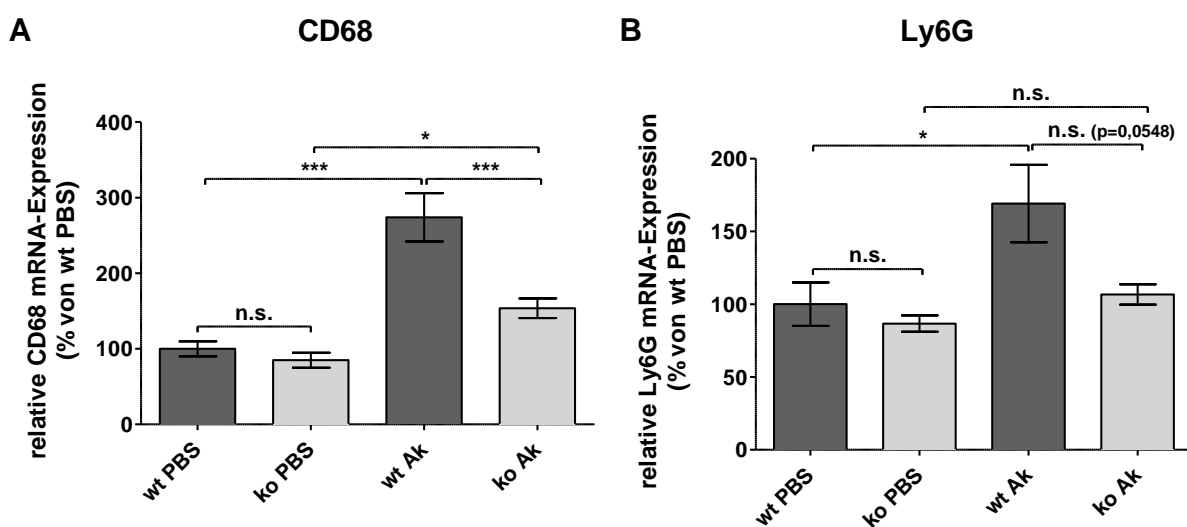 A
CD68
relative CD68 mRNA-Expression
(% von wt PBS)
400
300
200
100
0
*
***
***
n.s.
wt PBS
ko PBS
wt Ak
ko Ak
B
Ly6G
relative Ly6G mRNA-Expression
(% von wt PBS)
200
150
100
50
0
n.s.
*
n.s. (p=0,0548)
n.s.
wt PBS
ko PBS
wt Ak
ko Ak